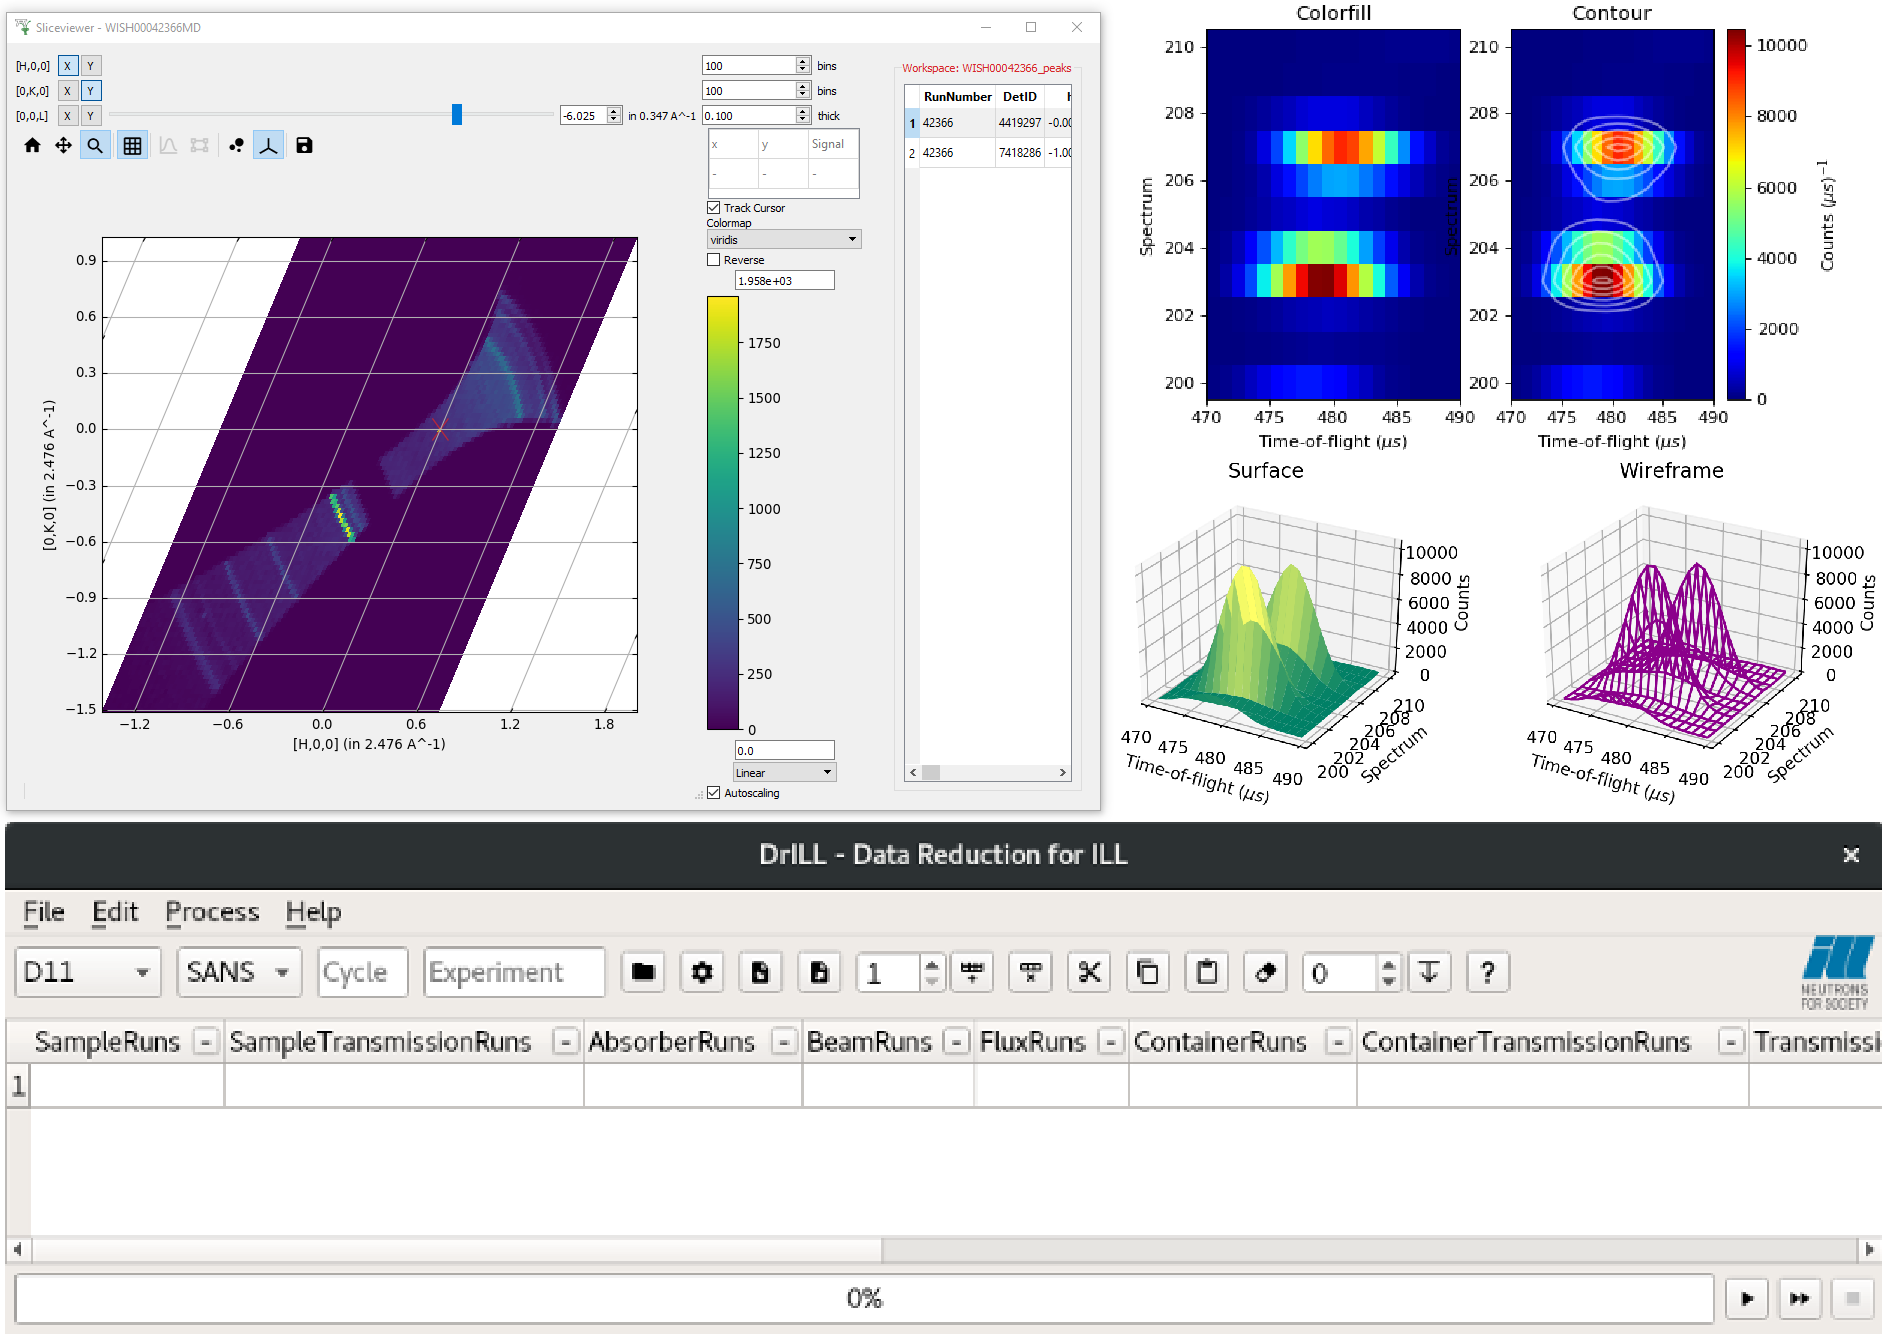 Sliceviewer - WISH00042366MD
[H,0,0] X Y 100 bins
[0,K,0] X Y 100 bins
[0,0,L] X Y -6.025 in 0.347 A^-1 0.100 thick
x y Signal
- - -
Track Cursor
Colormap
viridis
Reverse
1.958e+03
1750
1500
1250
1000
750
500
250
0
0.0
Linear
Autoscaling
0.9
0.6
0.3
0.0
−0.3
−0.6
−0.9
−1.2
−1.5
[0,K,0] (in 2.476 A^-1)
−1.2 −0.6 0.0 0.6 1.2 1.8
[H,0,0] (in 2.476 A^-1)
Workspace: WISH00042366_peaks
RunNumber DetID
1 42366 4419297 -0.00
2 42366 7418286 -1.00
Colorfill
210
208
206
204
202
200
Spectrum
470 475 480 485 490
Time-of-flight (μs)
Contour
210
208
206
204
202
200
Spectrum
470 475 480 485 490
Time-of-flight (μs)
10000
8000
6000
4000
2000
0
Counts (μs)⁻¹
Surface
10000
8000
6000
4000
2000
0
Counts
470 475 480 485 490
Time-of-flight (μs)
200 202 204 206 208 210
Spectrum
Wireframe
10000
8000
6000
4000
2000
0
Counts
470 475 480 485 490
Time-of-flight (μs)
200 202 204 206 208 210
Spectrum
DrILL - Data Reduction for ILL
File Edit Process Help
D11 SANS Cycle Experiment 1 0 ?
ill
NEUTRONS
FOR SOCIETY
SampleRuns - SampleTransmissionRuns - AbsorberRuns - BeamRuns - FluxRuns - ContainerRuns - ContainerTransmissionRuns - Transmissi
1
0%